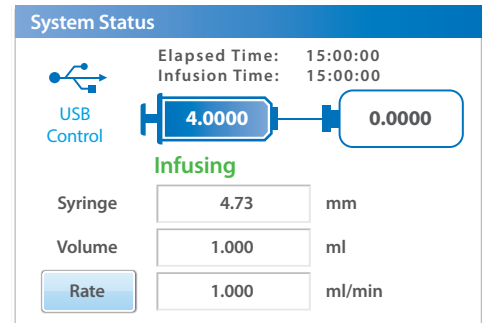 System Status
Elapsed Time: 15:00:00
Infusion Time: 15:00:00
USB
Control
4.0000 0.0000
Infusing
Syringe 4.73 mm
Volume 1.000 ml
Rate 1.000 ml/min